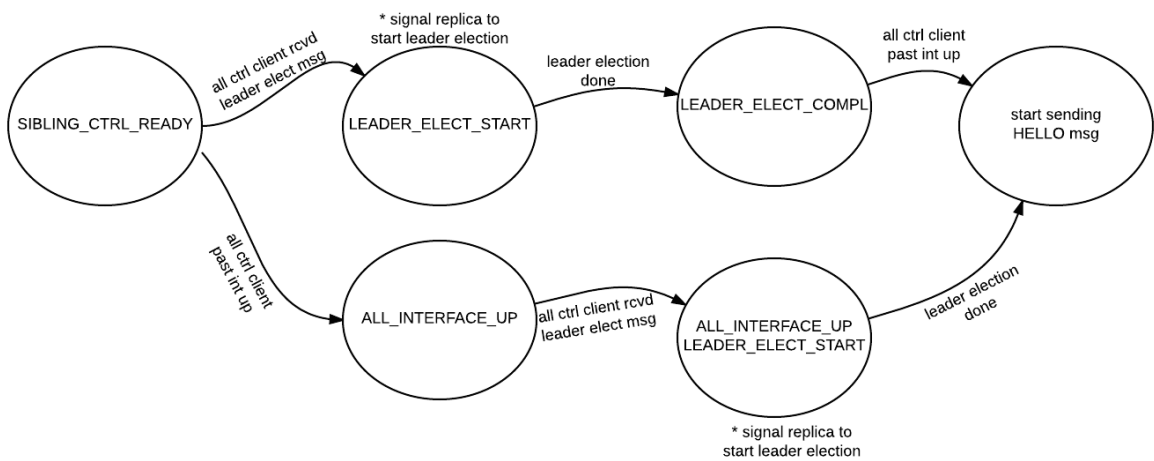 * signal replica to
start leader election
all ctrl client rcvd
leader elect msg
leader election
done
all ctrl client
past int up
SIBLING_CTRL_READY
LEADER_ELECT_START
LEADER_ELECT_COMPL
start sending
HELLO msg
all ctrl client
past int up
ALL_INTERFACE_UP
all ctrl client rcvd
leader elect msg
ALL_INTERFACE_UP
LEADER_ELECT_START
leader election
done
* signal replica to
start leader election